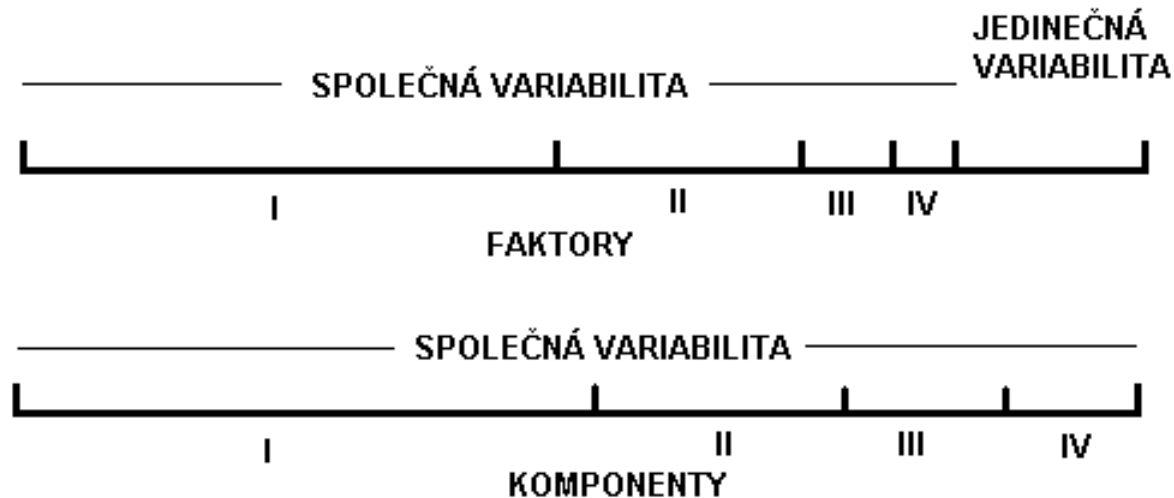 JEDINEČNÁ
VARIABILITA
SPOLEČNÁ VARIABILITA
I II III IV
FAKTORY
SPOLEČNÁ VARIABILITA
I II III IV
KOMPONENTY